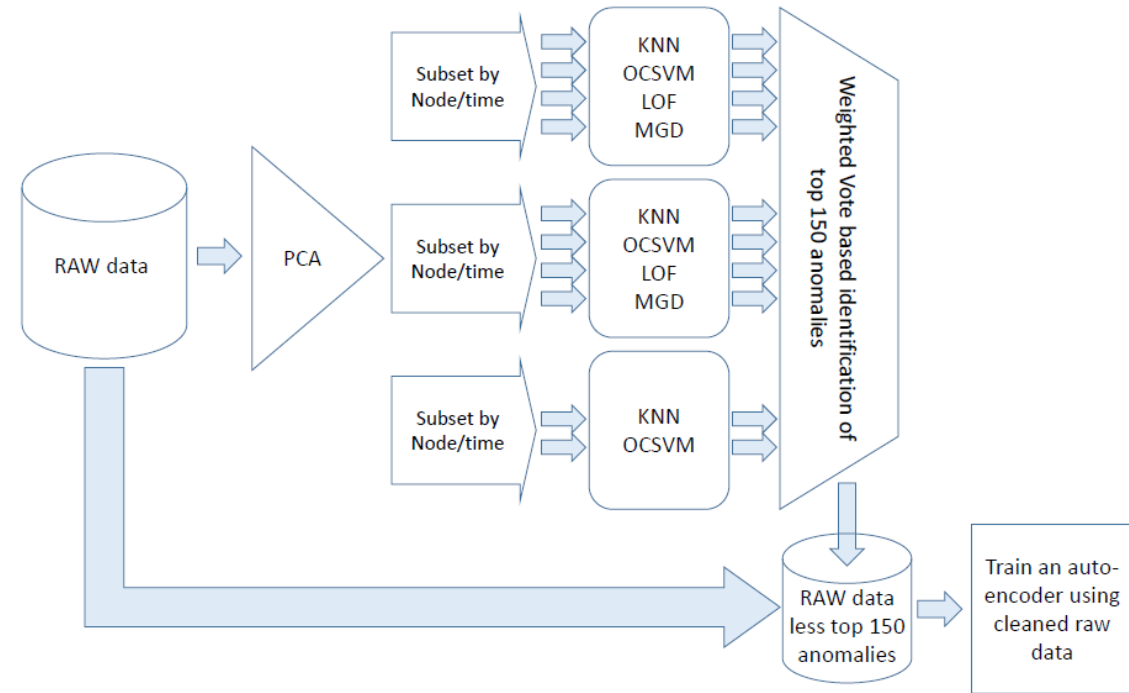 RAW data
PCA
Subset by
Node/time
KNN
OCSVM
LOF
MGD
Subset by
Node/time
KNN
OCSVM
LOF
MGD
Subset by
Node/time
KNN
OCSVM
Weighted Vote based identification of
top 150 anomalies
RAW data
less top 150
anomalies
Train an auto-
encoder using
cleaned raw
data